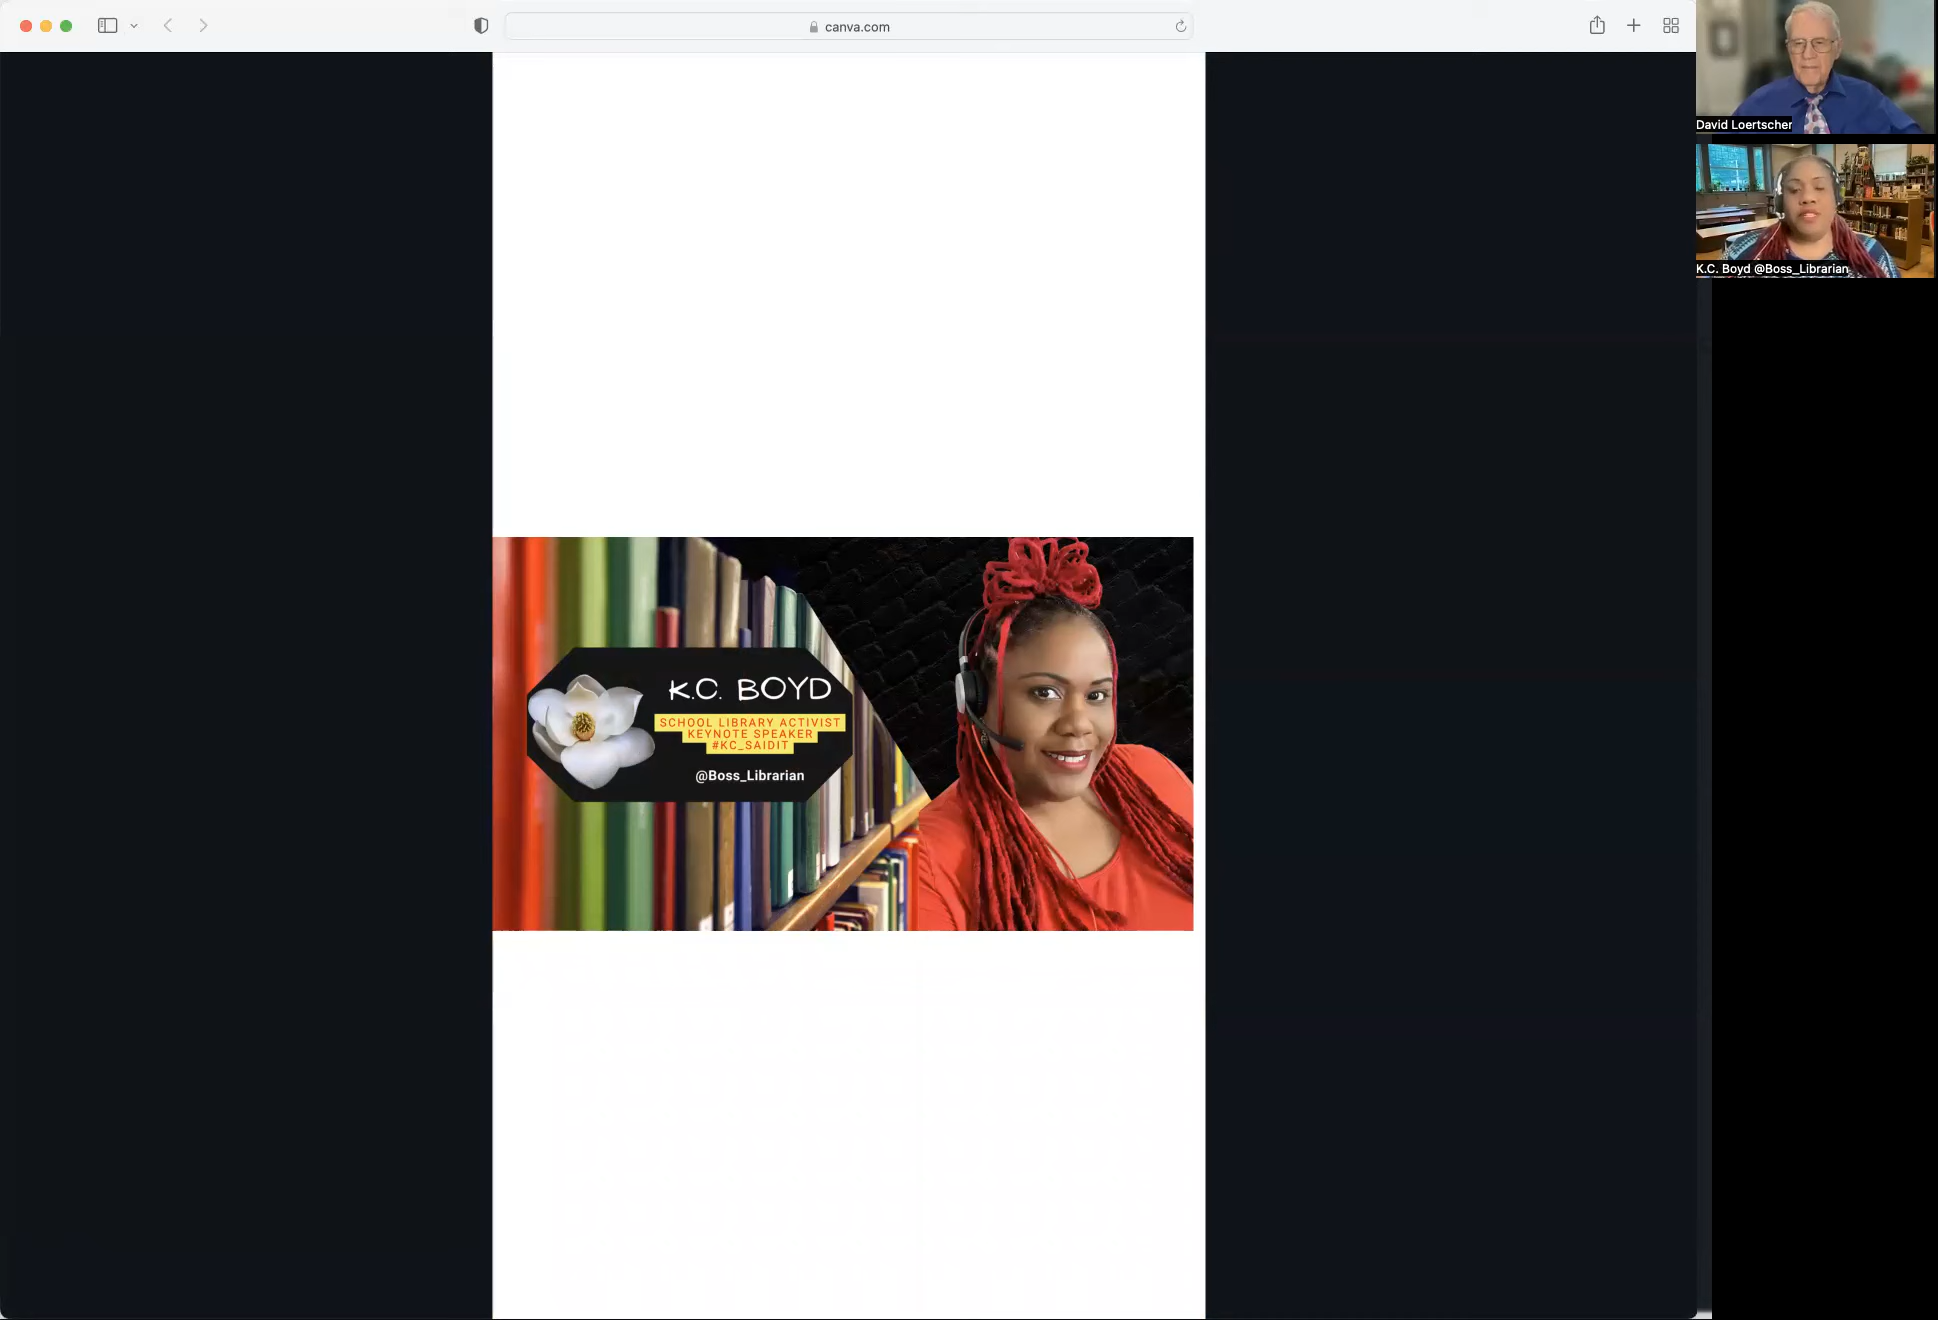 canva.com
David Loertscher
K.C. Boyd @Boss_Librarian
K.C. BOYD
SCHOOL LIBRARY ACTIVIST
KEYNOTE SPEAKER
#KC_SAIDIT
@Boss_Librarian